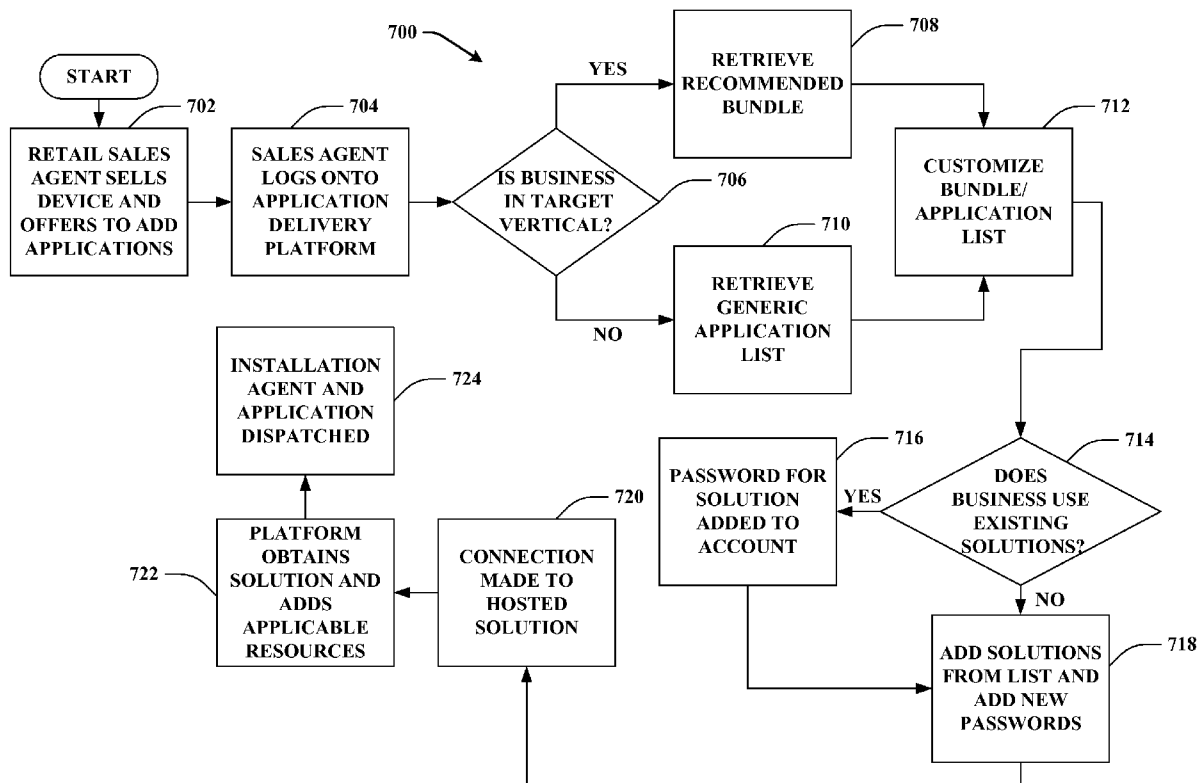 700
START
702
RETAIL SALES
AGENT SELLS
DEVICE AND
OFFERS TO ADD
APPLICATIONS
704
SALES AGENT
LOGS ONTO
APPLICATION
DELIVERY
PLATFORM
IS BUSINESS
IN TARGET
VERTICAL?
706
YES
708
RETRIEVE
RECOMMENDED
BUNDLE
NO
710
RETRIEVE
GENERIC
APPLICATION
LIST
712
CUSTOMIZE
BUNDLE/
APPLICATION
LIST
714
DOES
BUSINESS USE
EXISTING
SOLUTIONS?
YES
716
PASSWORD FOR
SOLUTION
ADDED TO
ACCOUNT
NO
718
ADD SOLUTIONS
FROM LIST AND
ADD NEW
PASSWORDS
720
CONNECTION
MADE TO
HOSTED
SOLUTION
722
PLATFORM
OBTAINS
SOLUTION AND
ADDS
APPLICABLE
RESOURCES
724
INSTALLATION
AGENT AND
APPLICATION
DISPATCHED